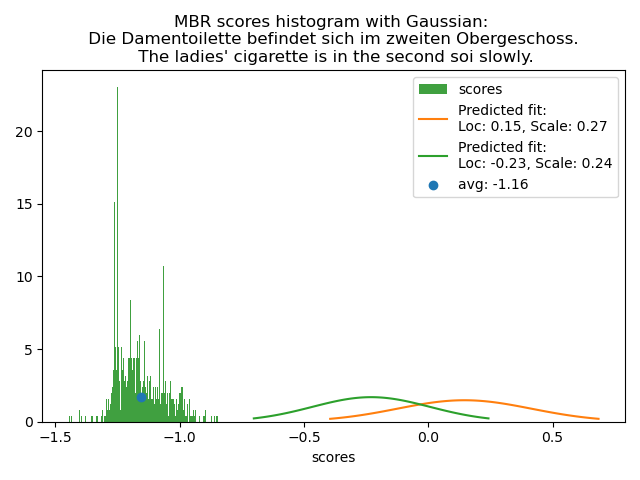 MBR scores histogram with Gaussian:
Die Damentoilette befindet sich im zweiten Obergeschoss.
The ladies' cigarette is in the second soi slowly.
scores
Predicted fit:
Loc: 0.15, Scale: 0.27
Predicted fit:
Loc: -0.23, Scale: 0.24
avg: -1.16
20
15
10
5
0
−1.5 −1.0 −0.5 0.0 0.5
scores